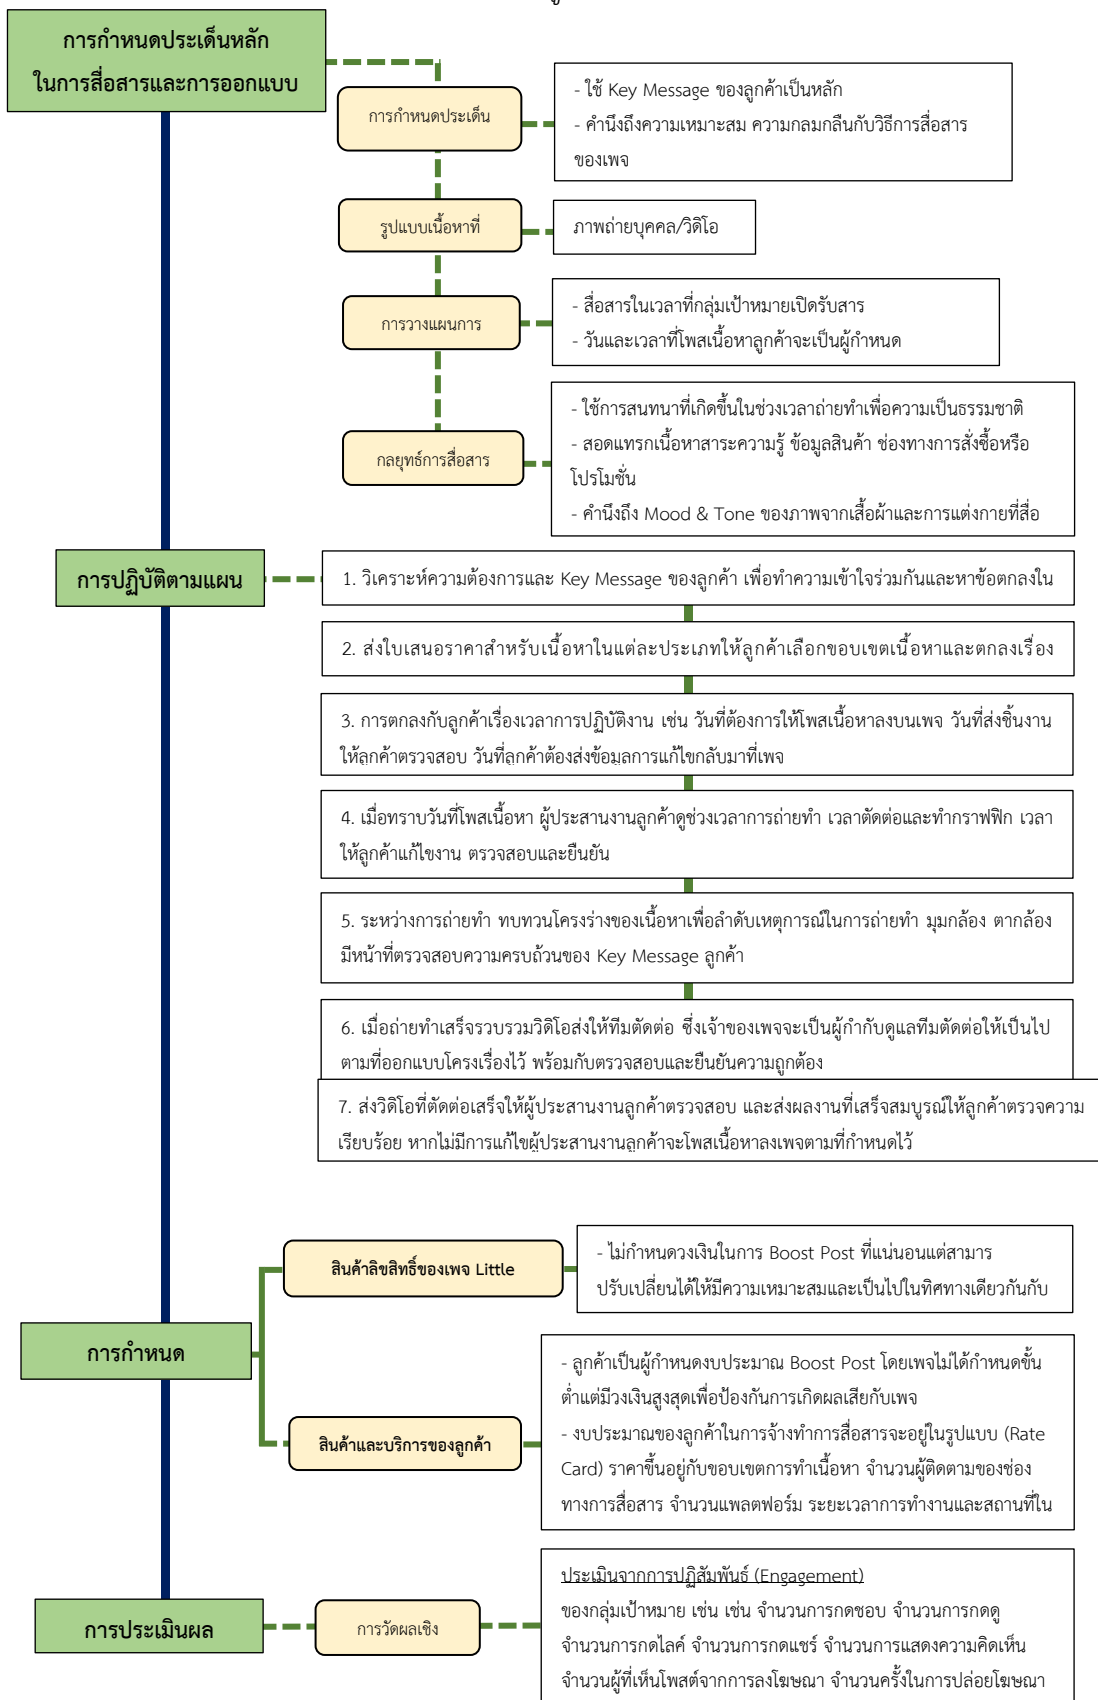 การกำหนดประเด็นหลัก
ในการสื่อสารและการออกแบบ
การกำหนดประเด็น
- ใช้ Key Message ของลูกค้าเป็นหลัก
- คำนึงถึงความเหมาะสม ความกลมกลืนกับวิธีการสื่อสาร
ของเพจ
รูปแบบเนื้อหาที่
ภาพถ่ายบุคคล/วิดิโอ
การวางแผนการ
- สื่อสารในเวลาที่กลุ่มเป้าหมายเปิดรับสาร
- วันและเวลาที่โพสเนื้อหาลูกค้าจะเป็นผู้กำหนด
กลยุทธ์การสื่อสาร
- ใช้การสนทนาที่เกิดขึ้นในช่วงเวลาถ่ายทำเพื่อความเป็นธรรมชาติ
- สอดแทรกเนื้อหาสาระความรู้ ข้อมูลสินค้า ช่องทางการสั่งซื้อหรือ
โปรโมชั่น
- คำนึงถึง Mood & Tone ของภาพจากเสื้อผ้าและการแต่งกายที่สื่อ
การปฏิบัติตามแผน
1. วิเคราะห์ความต้องการและ Key Message ของลูกค้า เพื่อทำความเข้าใจร่วมกันและหาข้อตกลงใน
2. ส่งใบเสนอราคาสำหรับเนื้อหาในแต่ละประเภทให้ลูกค้าเลือกขอบเขตเนื้อหาและตกลงเรื่อง
3. การตกลงกับลูกค้าเรื่องเวลาการปฏิบัติงาน เช่น วันที่ต้องการให้โพสเนื้อหาลงบนเพจ วันที่ส่งชิ้นงาน
ให้ลูกค้าตรวจสอบ วันที่ลูกค้าต้องส่งข้อมูลการแก้ไขกลับมาที่เพจ
4. เมื่อทราบวันที่โพสเนื้อหา ผู้ประสานงานลูกค้าดูช่วงเวลาการถ่ายทำ เวลาตัดต่อและทำกราฟฟิก เวลา
ให้ลูกค้าแก้ไขงาน ตรวจสอบและยืนยัน
5. ระหว่างการถ่ายทำ ทบทวนโครงร่างของเนื้อหาเพื่อลำดับเหตุการณ์ในการถ่ายทำ มุมกล้อง ตากล้อง
มีหน้าที่ตรวจสอบความครบถ้วนของ Key Message ลูกค้า
6. เมื่อถ่ายทำเสร็จรวบรวมวิดิโอส่งให้ทีมตัดต่อ ซึ่งเจ้าของเพจจะเป็นผู้กำกับดูแลทีมตัดต่อให้เป็นไป
ตามที่ออกแบบโครงเรื่องไว้ พร้อมกับตรวจสอบและยืนยันความถูกต้อง
7. ส่งวิดิโอที่ตัดต่อเสร็จให้ผู้ประสานงานลูกค้าตรวจสอบ และส่งผลงานที่เสร็จสมบูรณ์ให้ลูกค้าตรวจความ
เรียบร้อย หากไม่มีการแก้ไขผู้ประสานงานลูกค้าจะโพสเนื้อหาลงเพจตามที่กำหนดไว้
สินค้าลิขสิทธิ์ของเพจ Little
- ไม่กำหนดวงเงินในการ Boost Post ที่แน่นอนแต่สามาร
ปรับเปลี่ยนได้ให้มีความเหมาะสมและเป็นไปในทิศทางเดียวกันกับ
การกำหนด
- ลูกค้าเป็นผู้กำหนดงบประมาณ Boost Post โดยเพจไม่ได้กำหนดขั้น
ต่ำแต่มีวงเงินสูงสุดเพื่อป้องกันการเกิดผลเสียกับเพจ
สินค้าและบริการของลูกค้า
- งบประมาณของลูกค้าในการจ้างทำการสื่อสารจะอยู่ในรูปแบบ (Rate
Card) ราคาขึ้นอยู่กับขอบเขตการทำเนื้อหา จำนวนผู้ติดตามของช่อง
ทางการสื่อสาร จำนวนแพลตฟอร์ม ระยะเวลาการทำงานและสถานที่ใน
การประเมินผล
การวัดผลเชิง
ประเมินจากการปฏิสัมพันธ์ (Engagement)
ของกลุ่มเป้าหมาย เช่น เช่น จำนวนการกดชอบ จำนวนการกดดู
จำนวนการกดไลค์ จำนวนการกดแชร์ จำนวนการแสดงความคิดเห็น
จำนวนผู้ที่เห็นโพสต์จากการลงโฆษณา จำนวนครั้งในการปล่อยโฆษณา